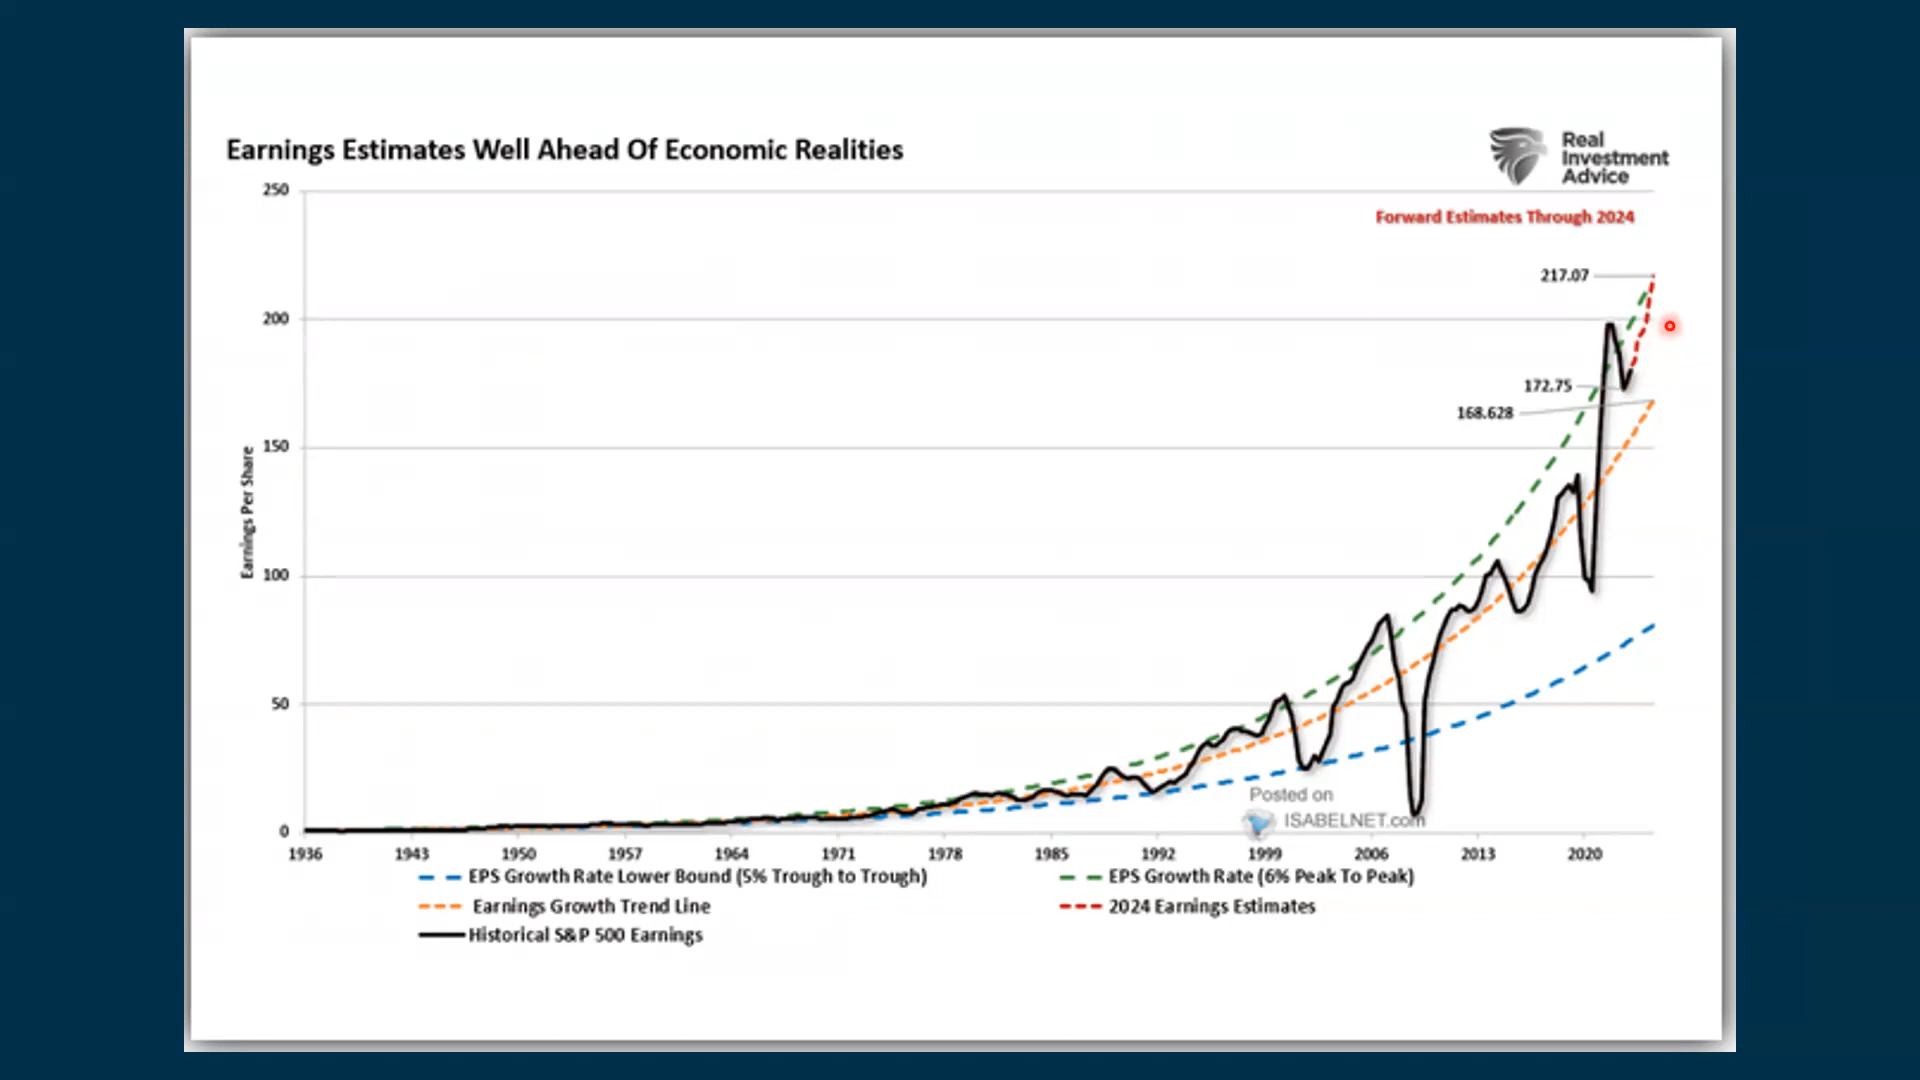 Earnings Estimates Well Ahead Of Economic Realities
Real
Investment
Advice
250
Forward Estimates Through 2024
217.07
200
172.75
168.628
150
Earnings Per Share
100
50
Posted on
ISABELNET.com
0
1936 1943 1950 1957 1964 1971 1978 1985 1992 1999 2006 2013 2020
EPS Growth Rate Lower Bound (5% Trough to Trough) EPS Growth Rate (6% Peak To Peak)
Earnings Growth Trend Line 2024 Earnings Estimates
Historical S&P 500 Earnings